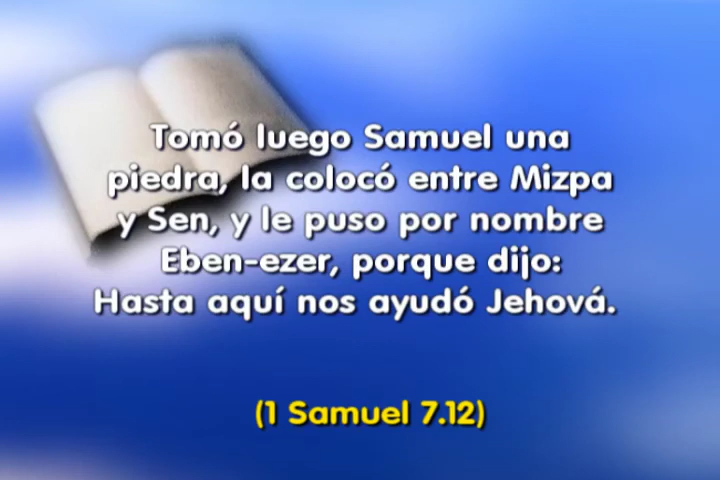 Tomó luego Samuel una
piedra, la colocó entre Mizpa
y Sen, y le puso por nombre
Eben-ezer, porque dijo:
Hasta aquí nos ayudó Jehová.
(1 Samuel 7.12)